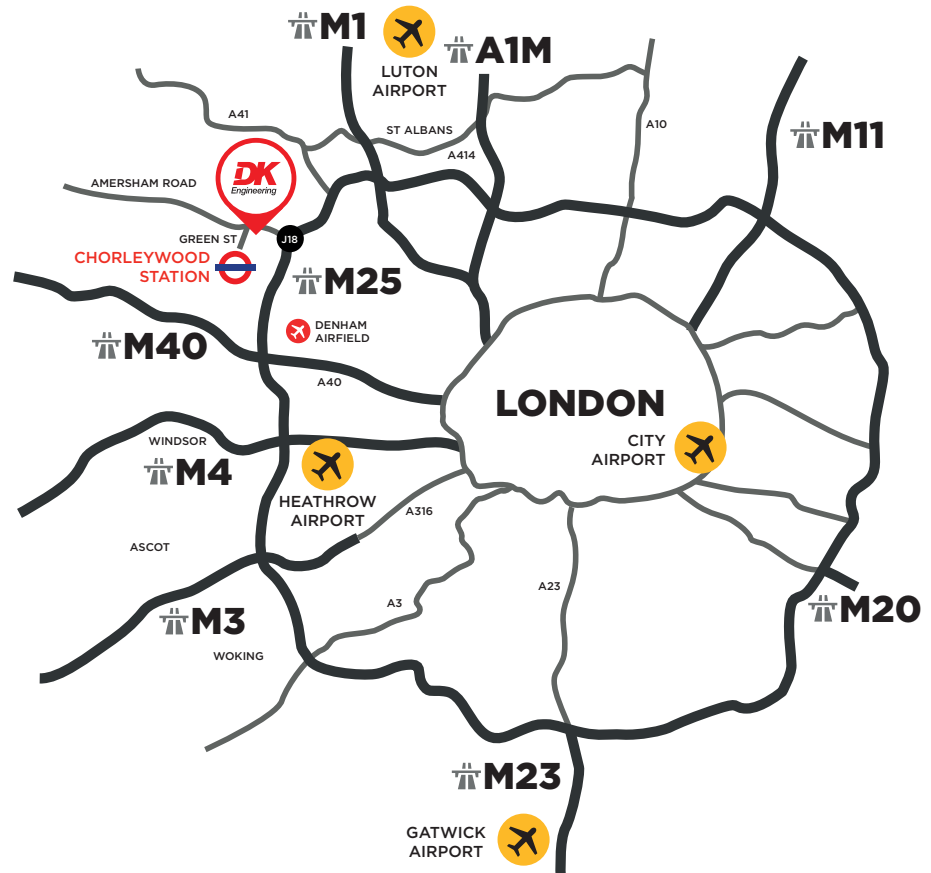 M1
LUTON
AIRPORT
A1M
A41
ST ALBANS
A414
A10
M11
DK
Engineering
AMERSHAM ROAD
GREEN ST
J18
CHORLEYWOOD
STATION
M25
DENHAM
AIRFIELD
M40
A40
LONDON
CITY
AIRPORT
WINDSOR
M4
HEATHROW
AIRPORT
A316
ASCOT
A3
A23
M3
M20
WOKING
M23
GATWICK
AIRPORT